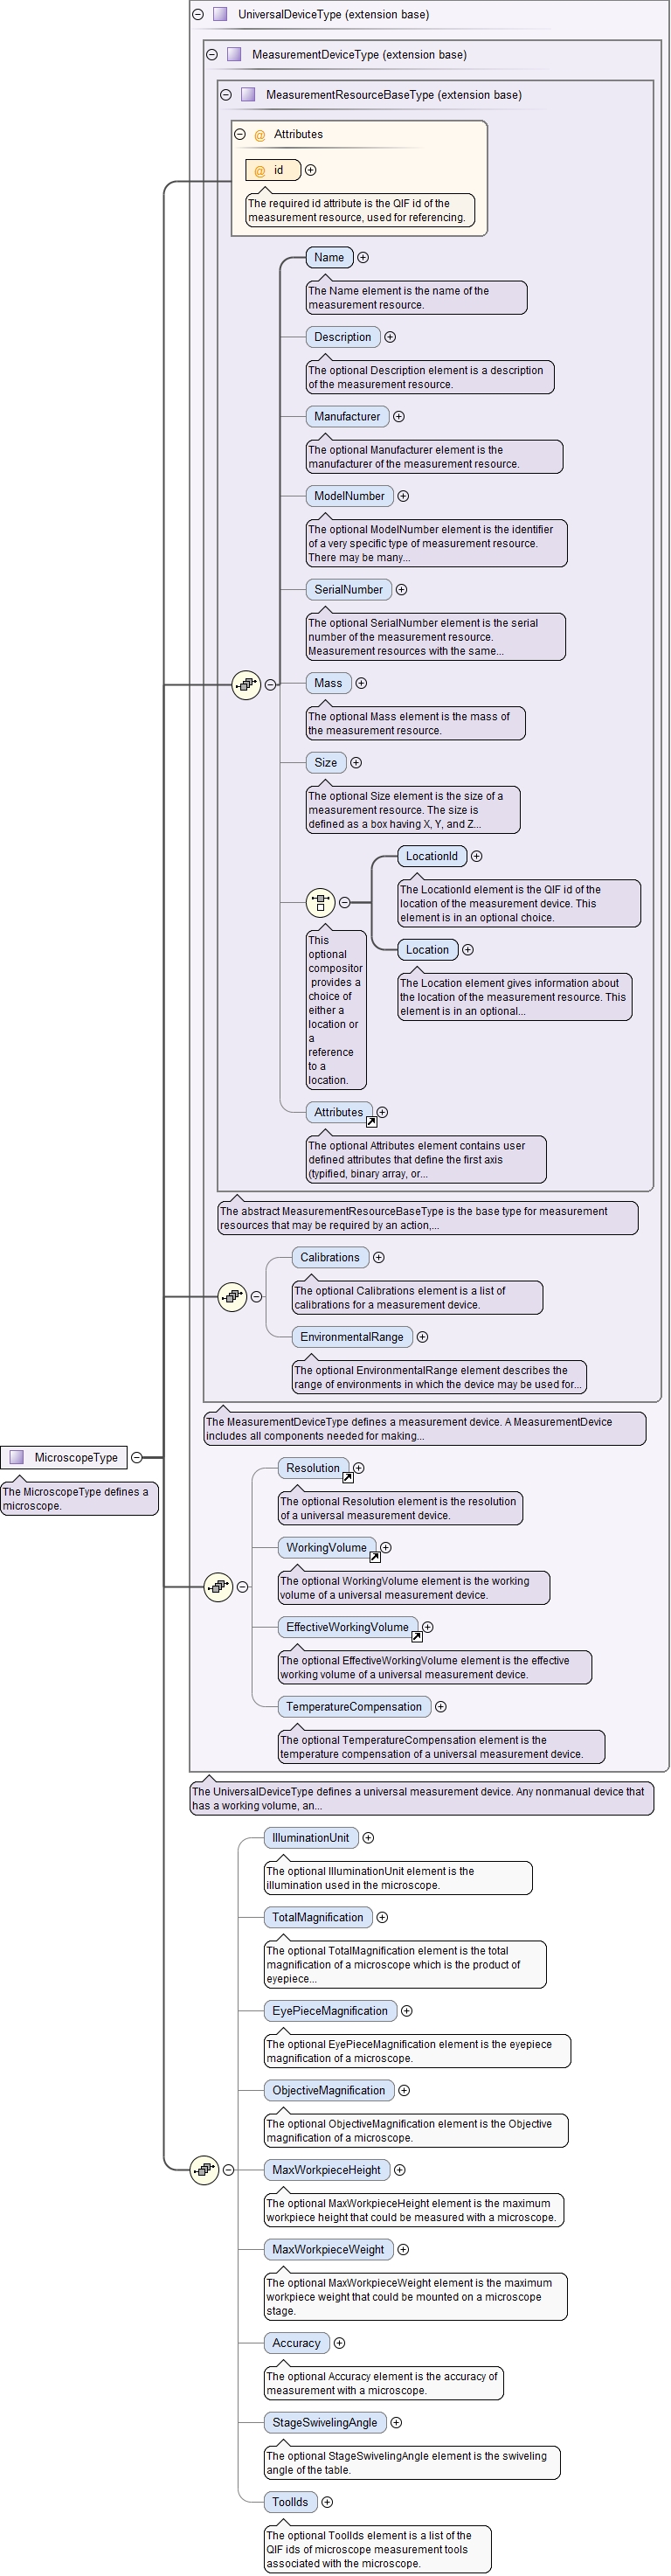 UniversalDeviceType (extension base)
MeasurementDeviceType (extension base)
MeasurementResourceBaseType (extension base)
@ Attributes
@ id
The required id attribute is the QIF id of the
measurement resource, used for referencing.
Name
The Name element is the name of the
measurement resource.
Description
The optional Description element is a description
of the measurement resource.
Manufacturer
The optional Manufacturer element is the
manufacturer of the measurement resource.
ModelNumber
The optional ModelNumber element is the identifier
of a very specific type of measurement resource.
There may be many...
SerialNumber
The optional SerialNumber element is the serial
number of the measurement resource.
Measurement resources with the same...
Mass
The optional Mass element is the mass of
the measurement resource.
Size
The optional Size element is the size of a
measurement resource. The size is
defined as a box having X, Y, and Z...
LocationId
The LocationId element is the QIF id of the
location of the measurement device. This
element is in an optional choice.
Location
The Location element gives information about
the location of the measurement resource. This
element is in an optional...
This
optional
compositor
provides a
choice of
either a
location or
a
reference
to a
location.
Attributes
The optional Attributes element contains user
defined attributes that define the first axis
(typified, binary array, or...
The abstract MeasurementResourceBaseType is the base type for measurement
resources that may be required by an action,...
Calibrations
The optional Calibrations element is a list of
calibrations for a measurement device.
EnvironmentalRange
The optional EnvironmentalRange element describes the
range of environments in which the device may be used for...
The MeasurementDeviceType defines a measurement device. A MeasurementDevice
includes all components needed for making...
MicroscopeType
The MicroscopeType defines a
microscope.
Resolution
The optional Resolution element is the resolution
of a universal measurement device.
WorkingVolume
The optional WorkingVolume element is the working
volume of a universal measurement device.
EffectiveWorkingVolume
The optional EffectiveWorkingVolume element is the effective
working volume of a universal measurement device.
TemperatureCompensation
The optional TemperatureCompensation element is the
temperature compensation of a universal measurement device.
The UniversalDeviceType defines a universal measurement device. Any nonmanual device that
has a working volume, an...
IlluminationUnit
The optional IlluminationUnit element is the
illumination used in the microscope.
TotalMagnification
The optional TotalMagnification element is the total
magnification of a microscope which is the product of
eyepiece...
EyePieceMagnification
The optional EyePieceMagnification element is the eyepiece
magnification of a microscope.
ObjectiveMagnification
The optional ObjectiveMagnification element is the Objective
magnification of a microscope.
MaxWorkpieceHeight
The optional MaxWorkpieceHeight element is the maximum
workpiece height that could be measured with a microscope.
MaxWorkpieceWeight
The optional MaxWorkpieceWeight element is the maximum
workpiece weight that could be mounted on a microscope
stage.
Accuracy
The optional Accuracy element is the accuracy of
measurement with a microscope.
StageSwivelingAngle
The optional StageSwivelingAngle element is the swiveling
angle of the table.
ToolIds
The optional ToolIds element is a list of the
QIF ids of microscope measurement tools
associated with the microscope.